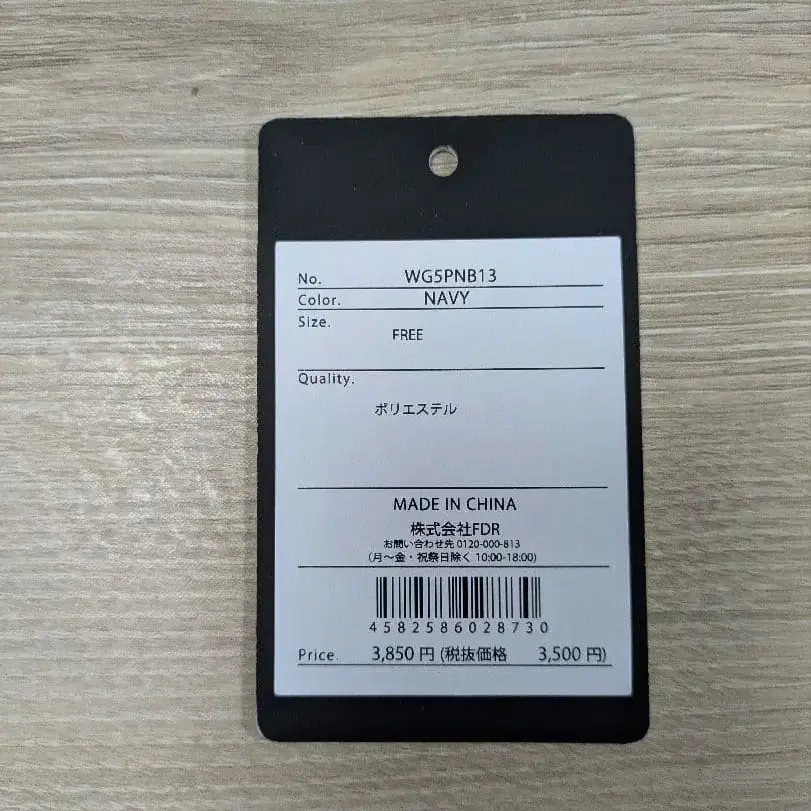 No. WG5PNB13
Color. NAVY
Size.
FREE
Quality.
ポリエステル
MADE IN CHINA
株式会社FDR
お問い合わせ先 0120-000-813
(月〜金・祝祭日除く 10:00-18:00)
4582586028730
Price. 3,850 円 (税抜価格 3,500 円)